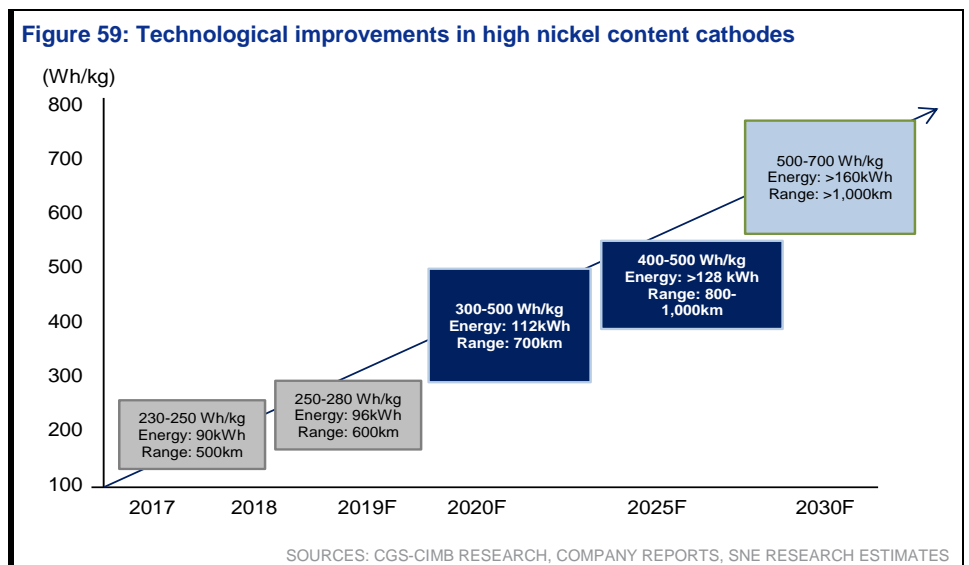 Figure 59: Technological improvements in high nickel content cathodes
(Wh/kg)
800
700
600
500
400
300
200
100
500-700 Wh/kg
Energy: >160kWh
Range: >1,000km
400-500 Wh/kg
Energy: >128 kWh
Range: 800-
1,000km
300-500 Wh/kg
Energy: 112kWh
Range: 700km
250-280 Wh/kg
Energy: 96kWh
Range: 600km
230-250 Wh/kg
Energy: 90kWh
Range: 500km
2017 2018 2019F 2020F 2025F 2030F
SOURCES: CGS-CIMB RESEARCH, COMPANY REPORTS, SNE RESEARCH ESTIMATES